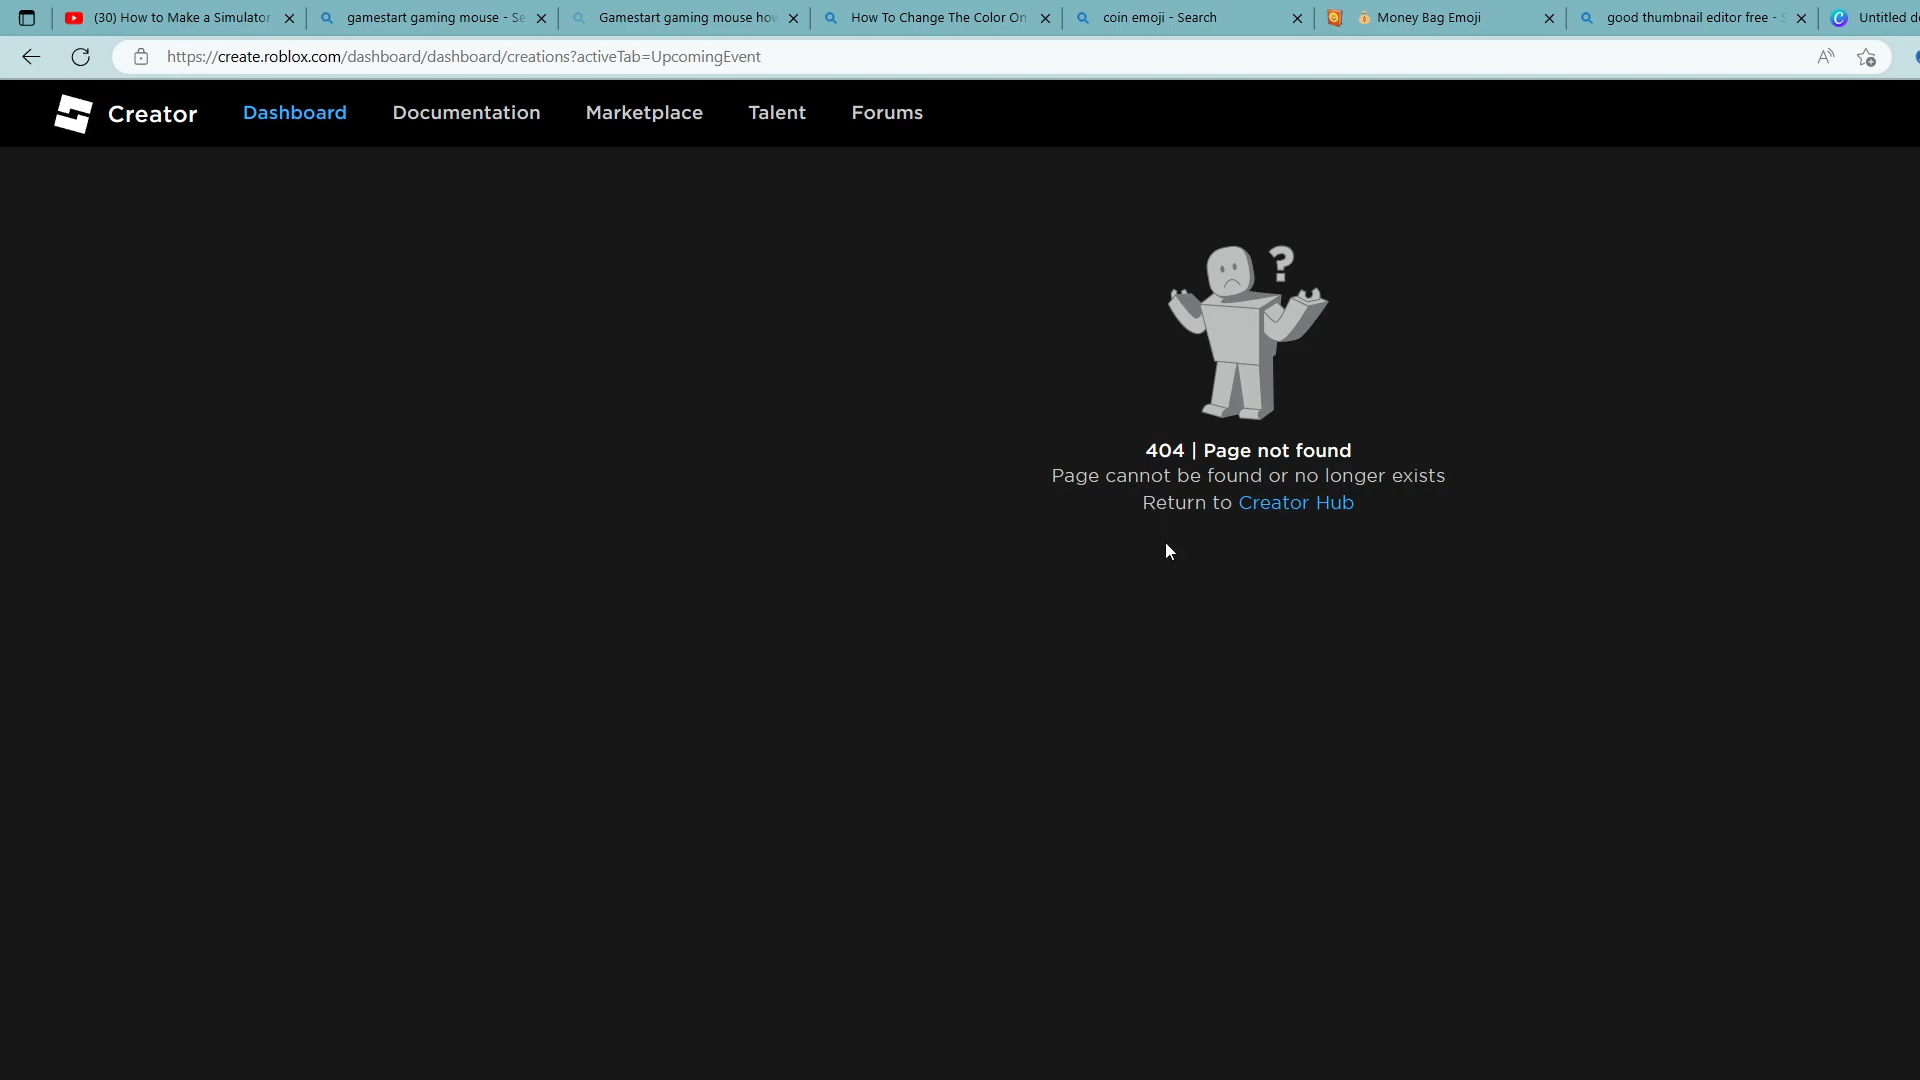 (30) How to Make a Simulator
gamestart gaming mouse - Se
Gamestart gaming mouse how
How To Change The Color On
coin emoji - Search
Money Bag Emoji
good thumbnail editor free - S
Untitled de
https://create.roblox.com/dashboard/dashboard/creations?activeTab=UpcomingEvent
Creator
Dashboard
Documentation
Marketplace
Talent
Forums
?
404 | Page not found
Page cannot be found or no longer exists
Return to Creator Hub